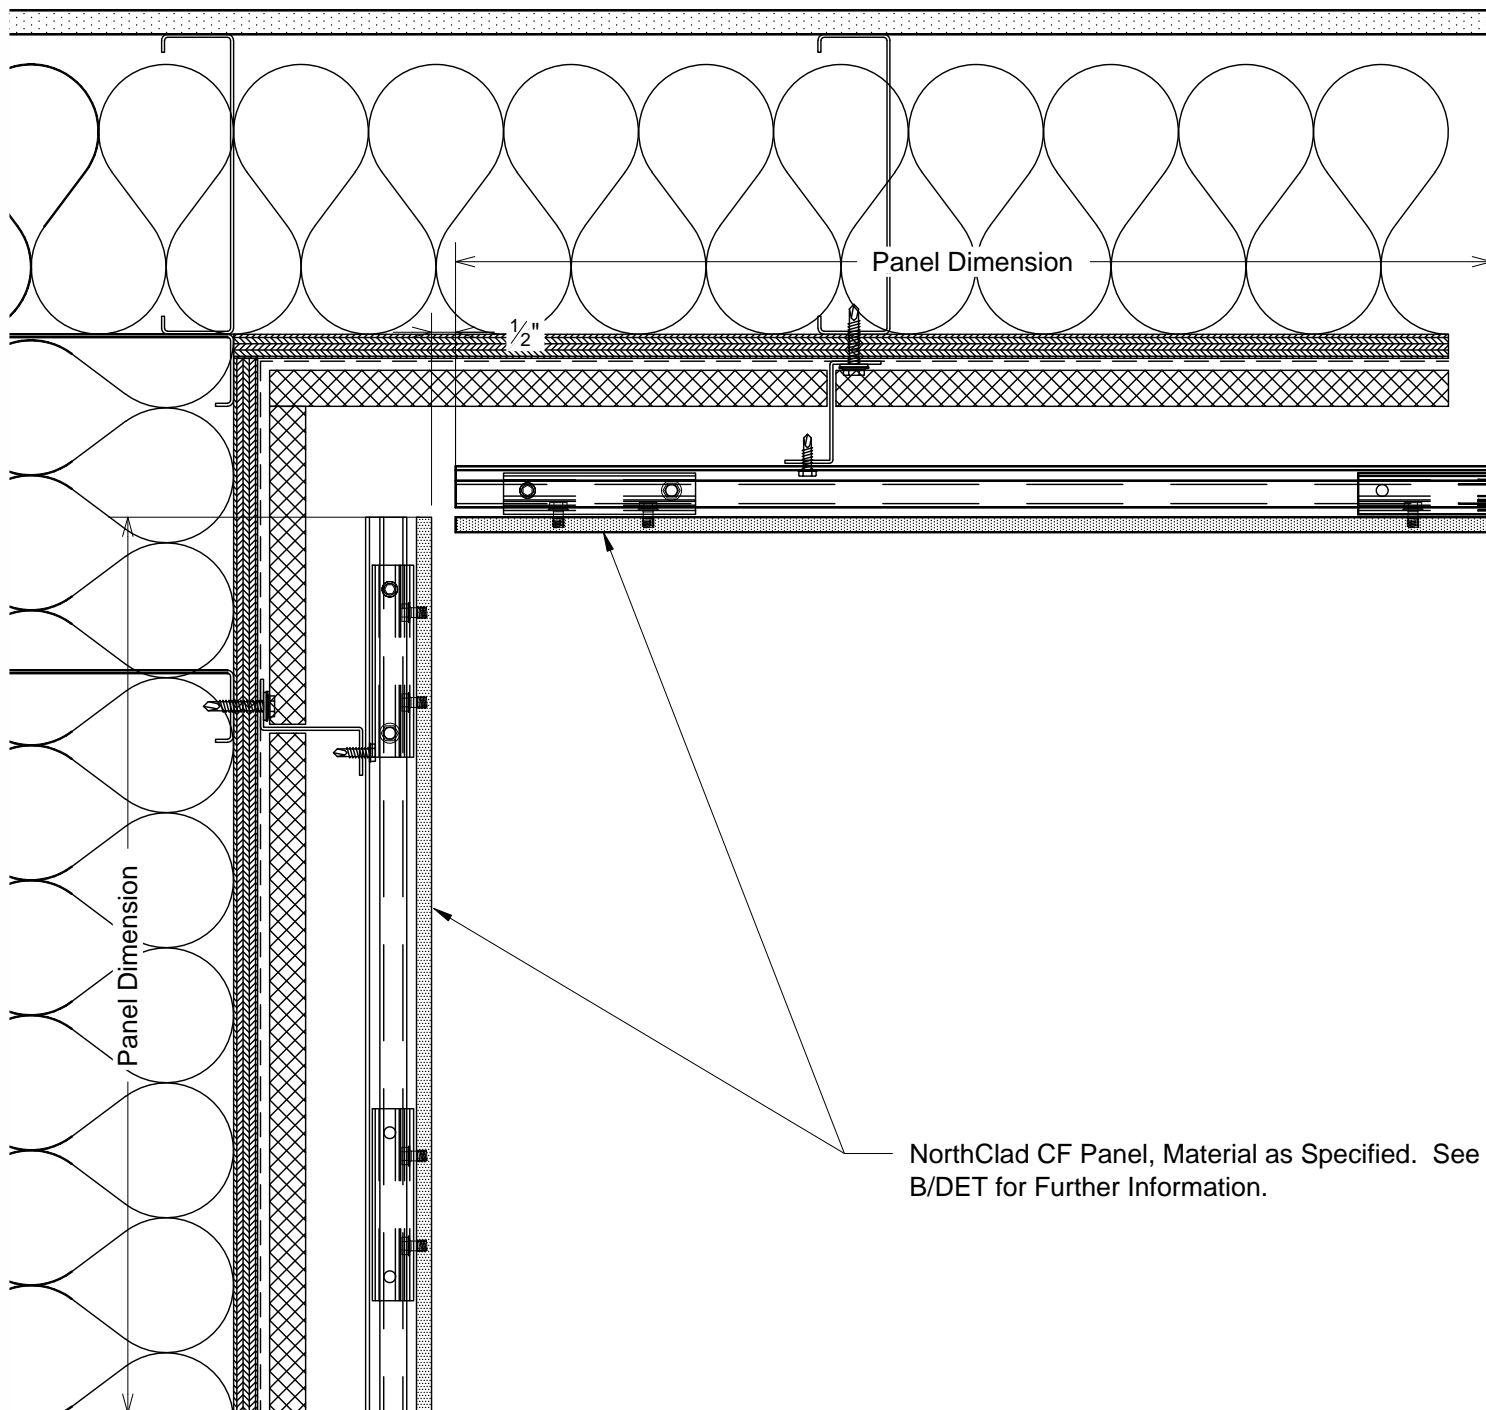 Panel Dimension
1/2"
Panel Dimension
NorthClad CF Panel, Material as Specified.  See
B/DET for Further Information.